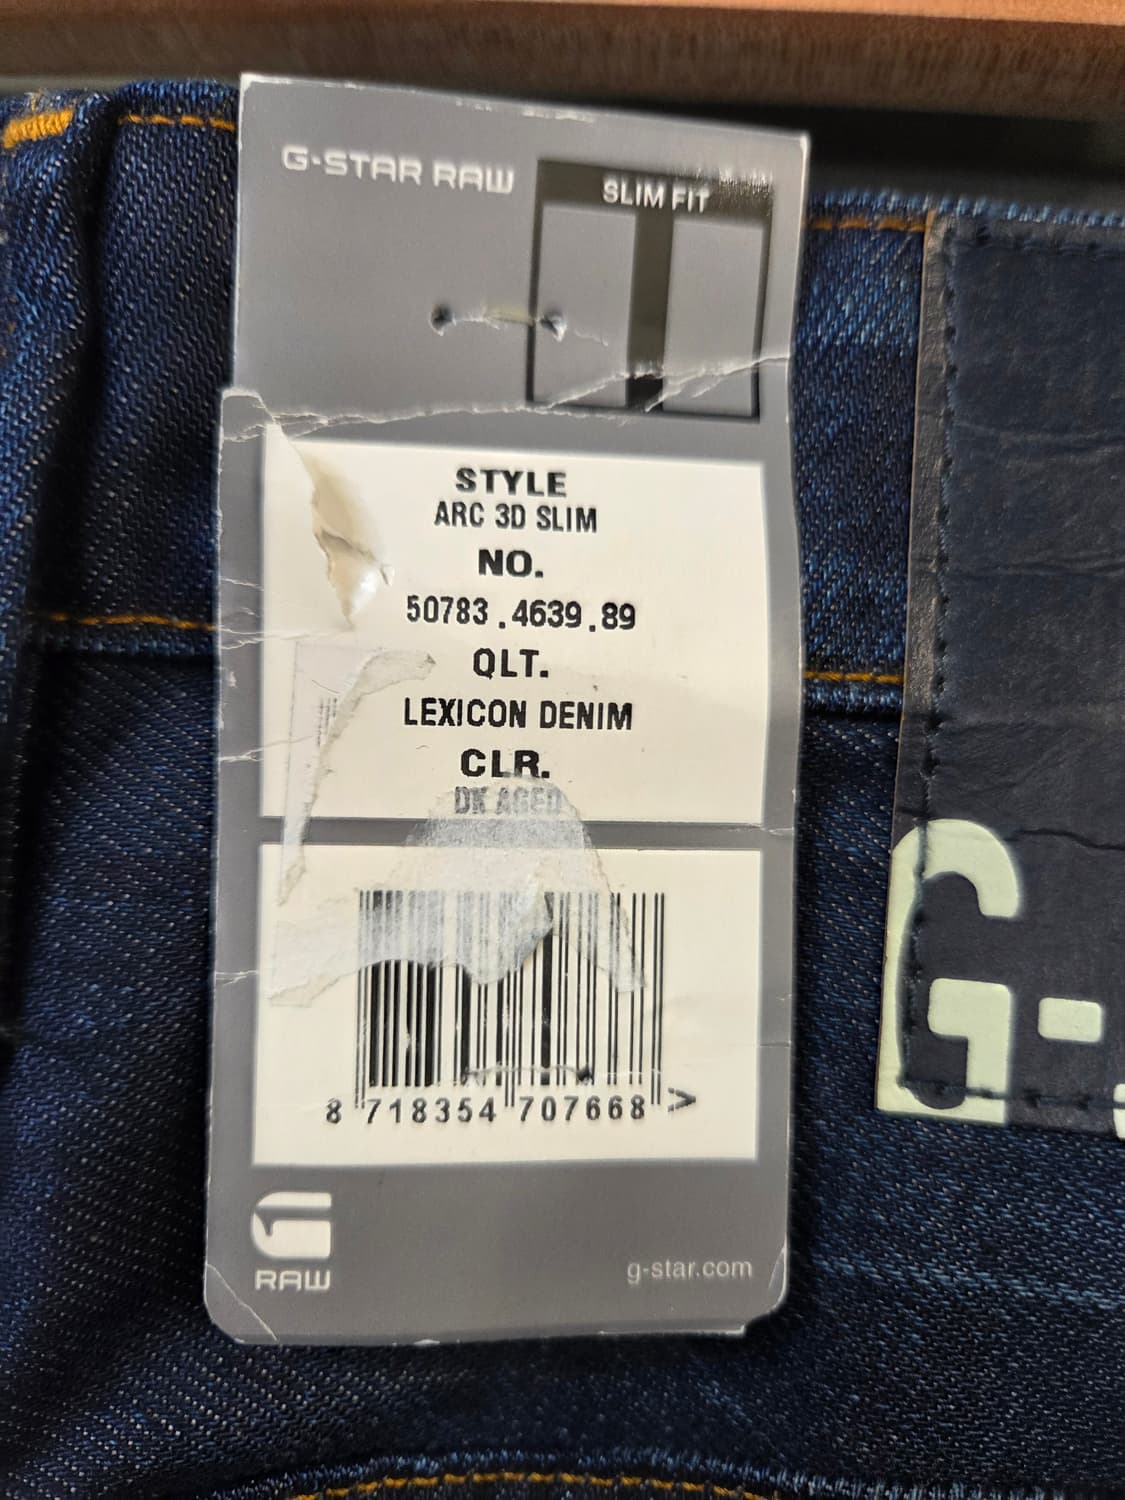 G-STAR RAW
SLIM FIT
STYLE
ARC 3D SLIM
NO.
50783.4639.89
QLT.
LEXICON DENIM
CLR.
DK AGED
8 718354 707668 >
RAW
g-star.com
G-